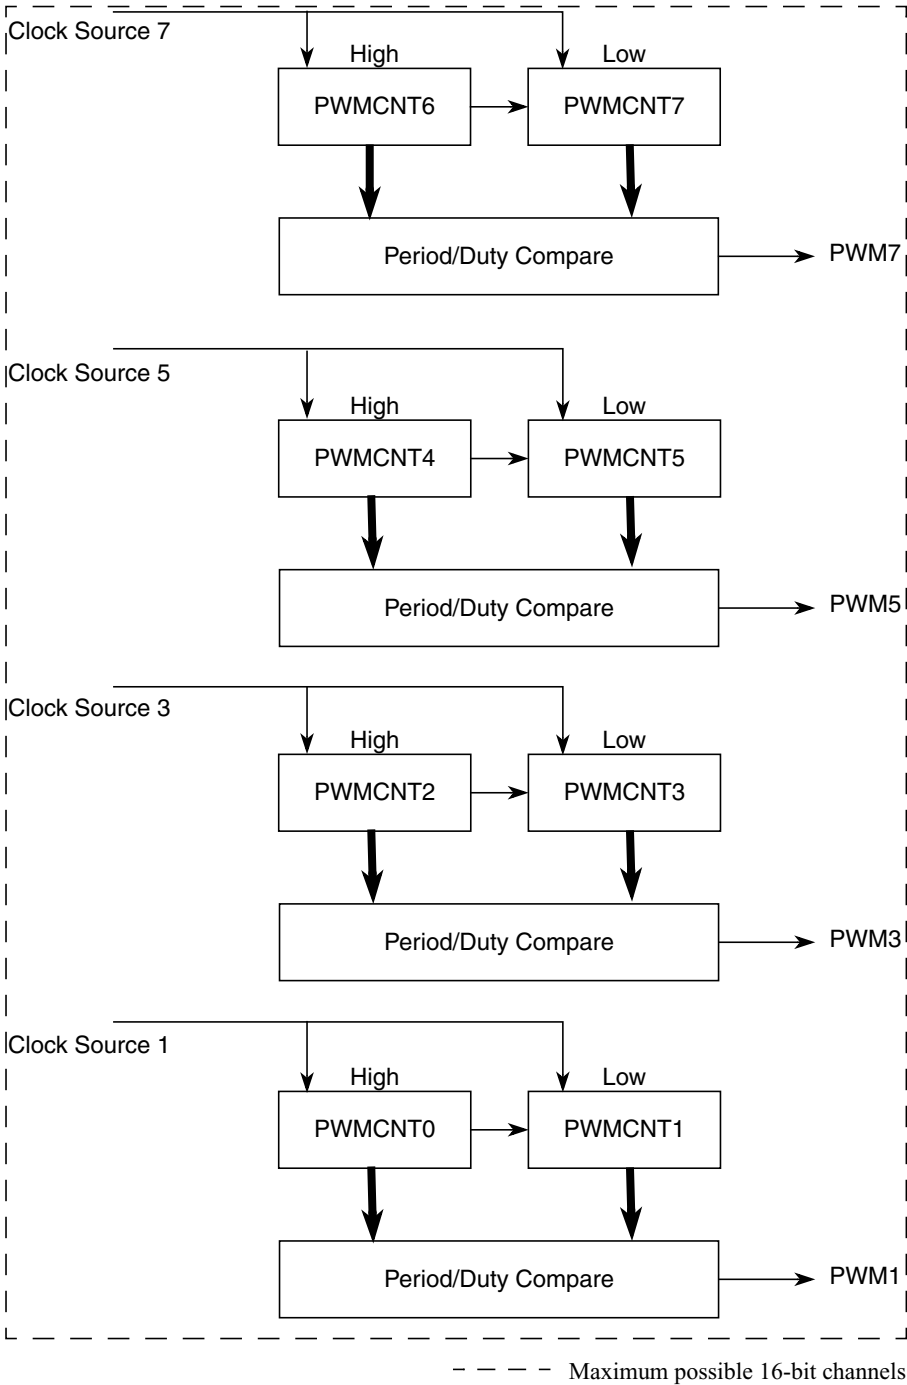 Clock Source 7
High
Low
PWMCNT6
PWMCNT7
Period/Duty Compare
PWM7
Clock Source 5
High
Low
PWMCNT4
PWMCNT5
Period/Duty Compare
PWM5
Clock Source 3
High
Low
PWMCNT2
PWMCNT3
Period/Duty Compare
PWM3
Clock Source 1
High
Low
PWMCNT0
PWMCNT1
Period/Duty Compare
PWM1
Maximum possible 16-bit channels